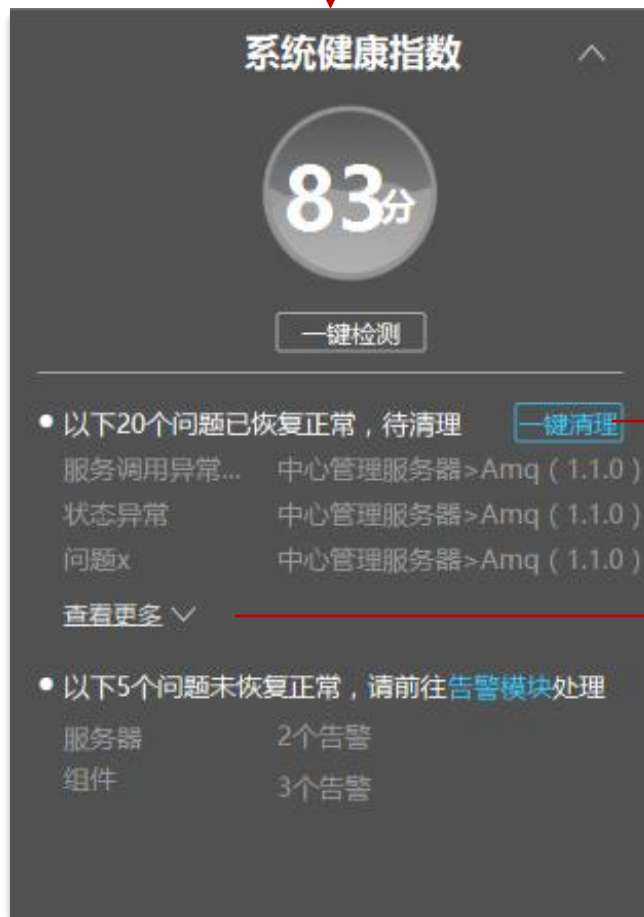 系统健康指数
83分
一键检测
以下20个问题已恢复正常，待清理 一键清理
服务调用异常... 中心管理服务器>Amq（1.1.0）
状态异常 中心管理服务器>Amq（1.1.0）
问题x 中心管理服务器>Amq（1.1.0）
查看更多
以下5个问题未恢复正常，请前往告警模块处理
服务器 2个告警
组件 3个告警